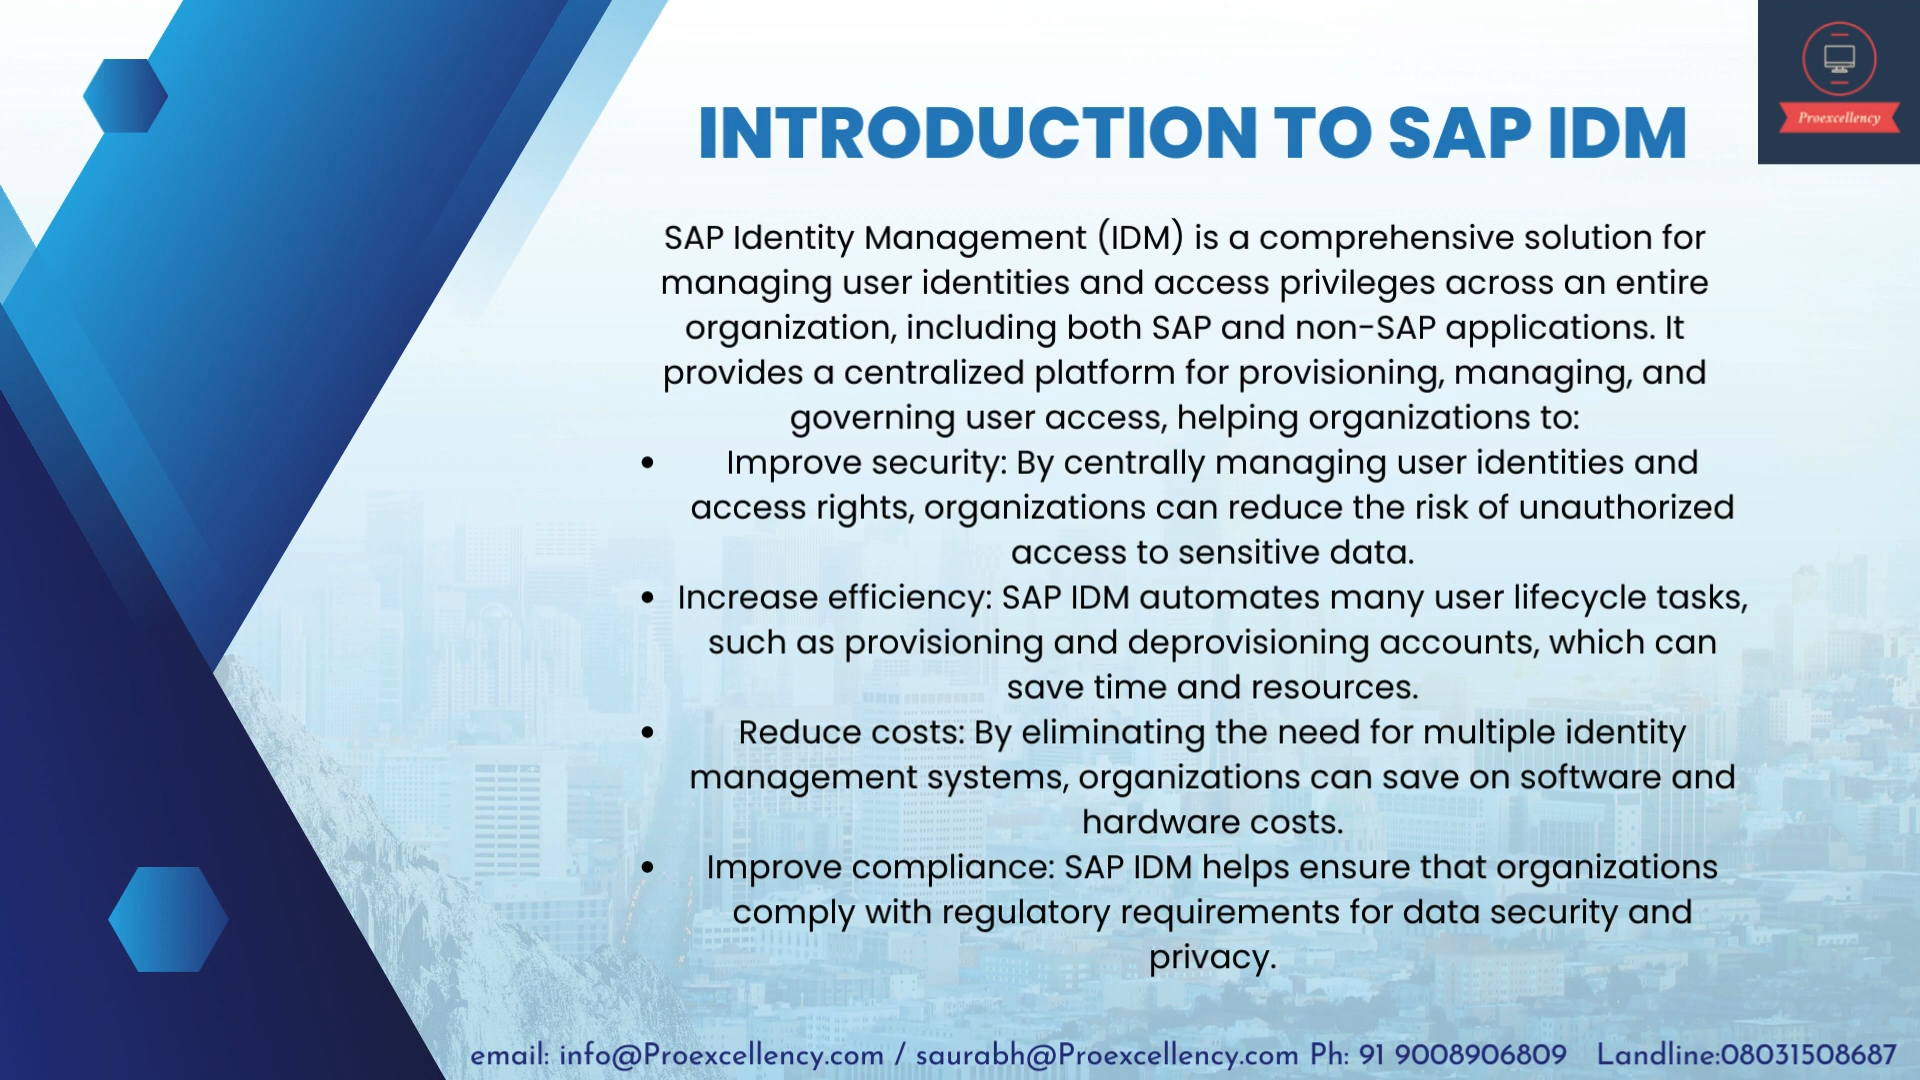 Proexcellency
INTRODUCTION TO SAP IDM
SAP Identity Management (IDM) is a comprehensive solution for
managing user identities and access privileges across an entire
organization, including both SAP and non-SAP applications. It
provides a centralized platform for provisioning, managing, and
governing user access, helping organizations to:
• Improve security: By centrally managing user identities and
access rights, organizations can reduce the risk of unauthorized
access to sensitive data.
• Increase efficiency: SAP IDM automates many user lifecycle tasks,
such as provisioning and deprovisioning accounts, which can
save time and resources.
• Reduce costs: By eliminating the need for multiple identity
management systems, organizations can save on software and
hardware costs.
• Improve compliance: SAP IDM helps ensure that organizations
comply with regulatory requirements for data security and
privacy.
email: info@Proexcellency.com / saurabh@Proexcellency.com Ph: 91 9008906809 Landline:08031508687